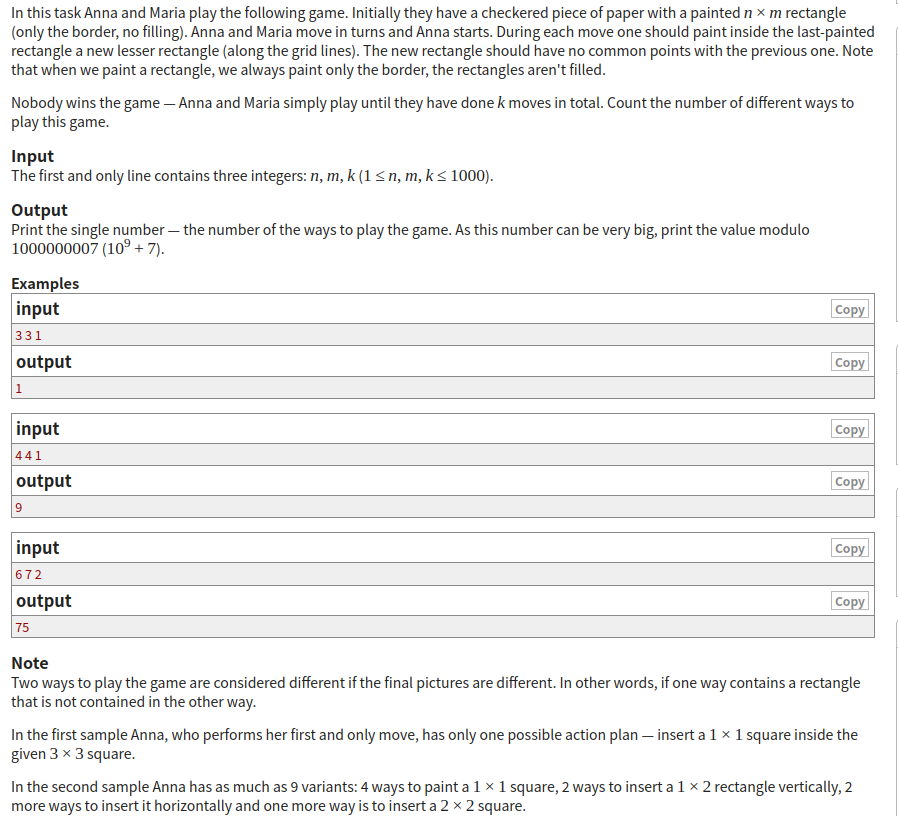 In this task Anna and Maria play the following game. Initially they have a checkered piece of paper with a painted n × m rectangle
(only the border, no filling). Anna and Maria move in turns and Anna starts. During each move one should paint inside the last-painted
rectangle a new lesser rectangle (along the grid lines). The new rectangle should have no common points with the previous one. Note
that when we paint a rectangle, we always paint only the border, the rectangles aren't filled.
Nobody wins the game — Anna and Maria simply play until they have done k moves in total. Count the number of different ways to
play this game.
Input
The first and only line contains three integers: n, m, k (1 ≤ n, m, k ≤ 1000).
Output
Print the single number — the number of the ways to play the game. As this number can be very big, print the value modulo
1000000007 (10⁹ + 7).
Examples
input Copy
3 3 1
output Copy
1
input Copy
4 4 1
output Copy
9
input Copy
6 7 2
output Copy
75
Note
Two ways to play the game are considered different if the final pictures are different. In other words, if one way contains a rectangle
that is not contained in the other way.
In the first sample Anna, who performs her first and only move, has only one possible action plan — insert a 1 × 1 square inside the
given 3 × 3 square.
In the second sample Anna has as much as 9 variants: 4 ways to paint a 1 × 1 square, 2 ways to insert a 1 × 2 rectangle vertically, 2
more ways to insert it horizontally and one more way is to insert a 2 × 2 square.